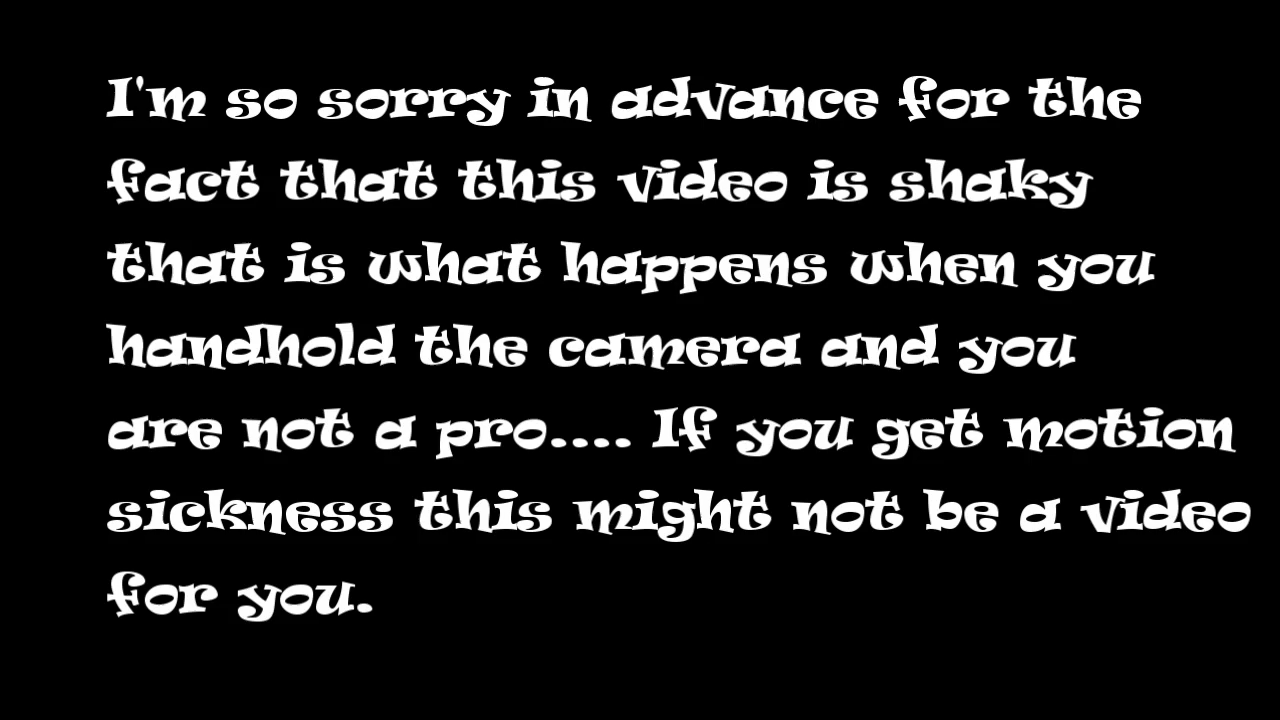 I'm so sorry in advance for the
fact that this video is shaky
that is what happens when you
handhold the camera and you
are not a pro.... If you get motion
sickness this might not be a video
for you.